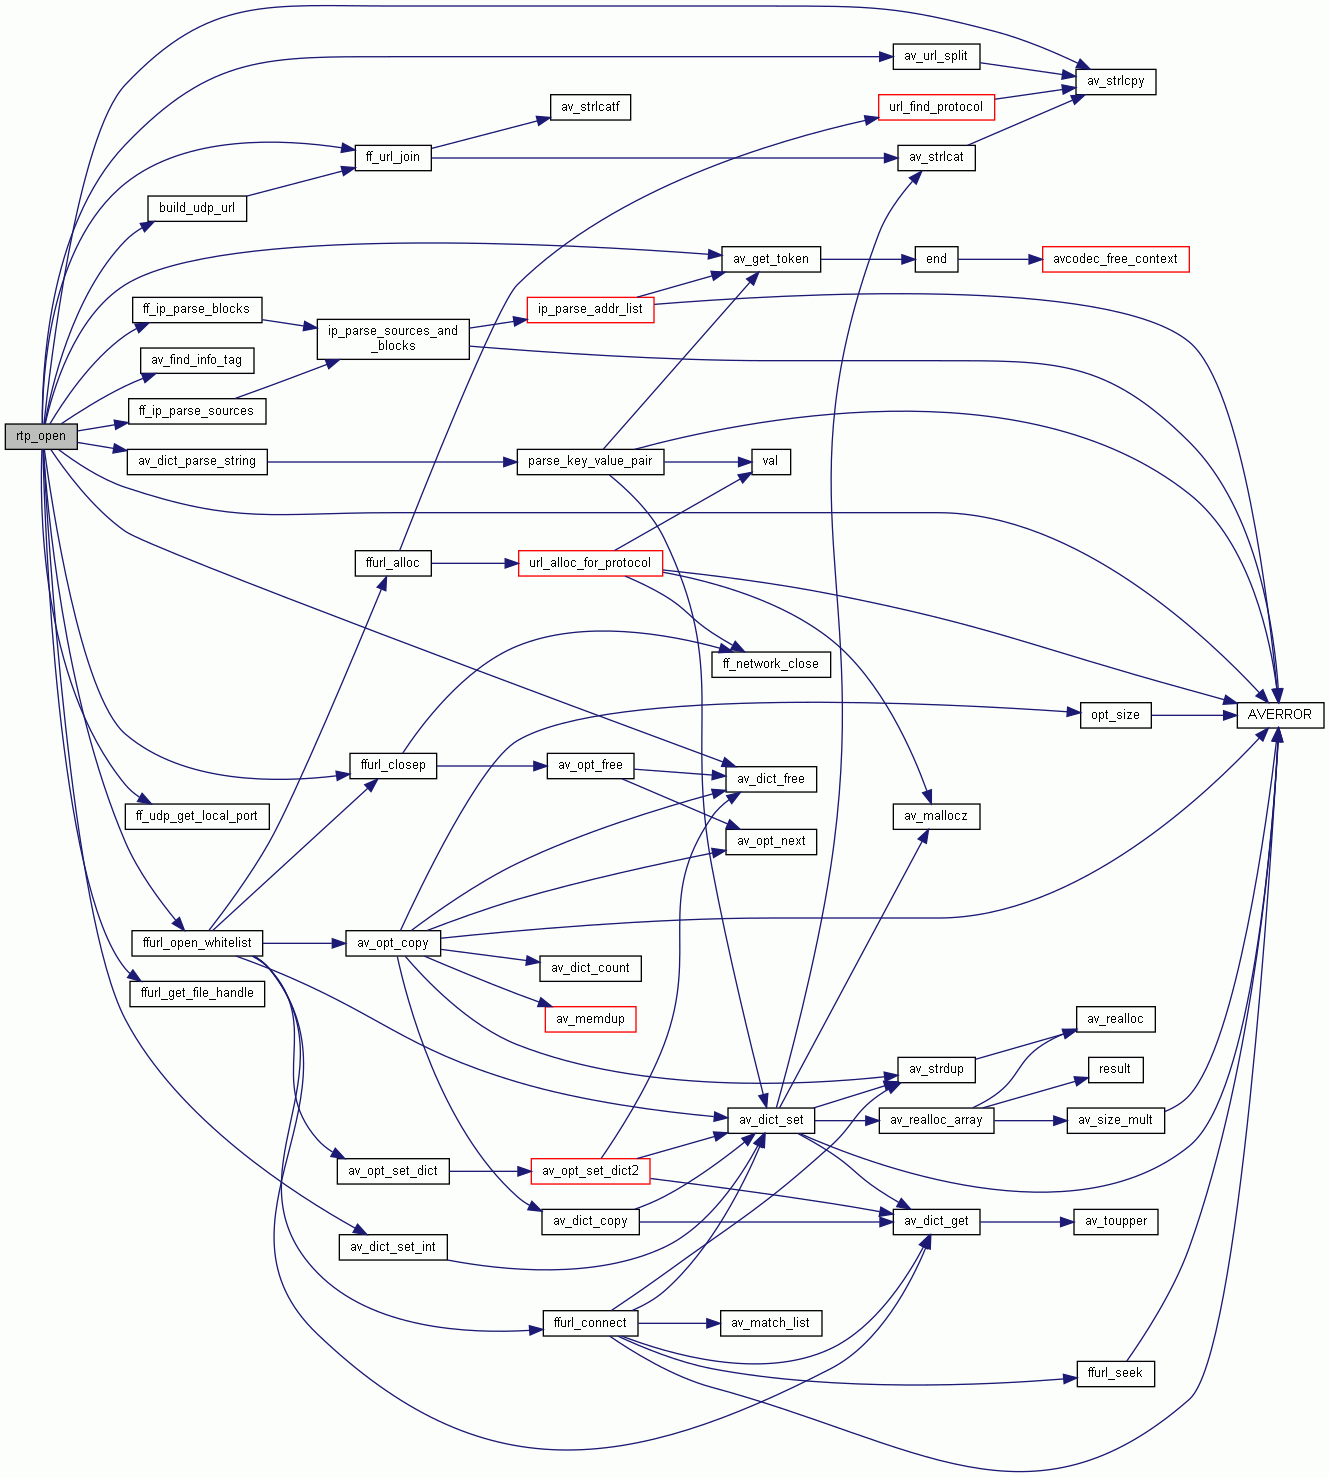 av_url_split
av_strlcpy
av_strlcatf
url_find_protocol
ff_url_join
av_strlcat
build_udp_url
av_get_token
end
avcodec_free_context
ff_ip_parse_blocks
ip_parse_addr_list
ip_parse_sources_and
_blocks
av_find_info_tag
ff_ip_parse_sources
rtp_open
av_dict_parse_string
parse_key_value_pair
val
ffurl_alloc
url_alloc_for_protocol
ff_network_close
opt_size
AVERROR
ffurl_closep
av_opt_free
av_dict_free
ff_udp_get_local_port
av_mallocz
av_opt_next
ffurl_open_whitelist
av_opt_copy
av_dict_count
ffurl_get_file_handle
av_memdup
av_realloc
av_strdup
result
av_dict_set
av_realloc_array
av_size_mult
av_opt_set_dict
av_opt_set_dict2
av_dict_copy
av_dict_get
av_toupper
av_dict_set_int
ffurl_connect
av_match_list
ffurl_seek